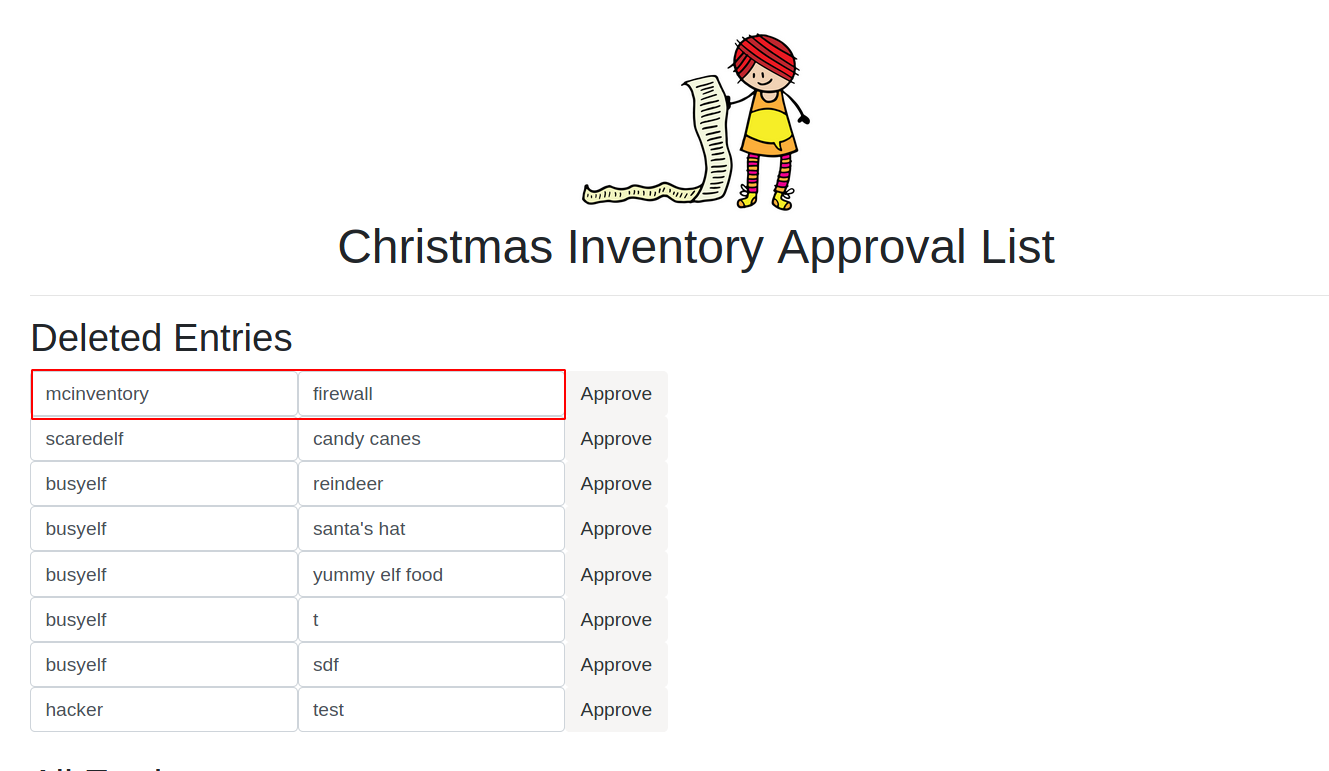 Christmas Inventory Approval List
Deleted Entries
mcinventory firewall Approve
scaredelf candy canes Approve
busyelf reindeer Approve
busyelf santa's hat Approve
busyelf yummy elf food Approve
busyelf t Approve
busyelf sdf Approve
hacker test Approve